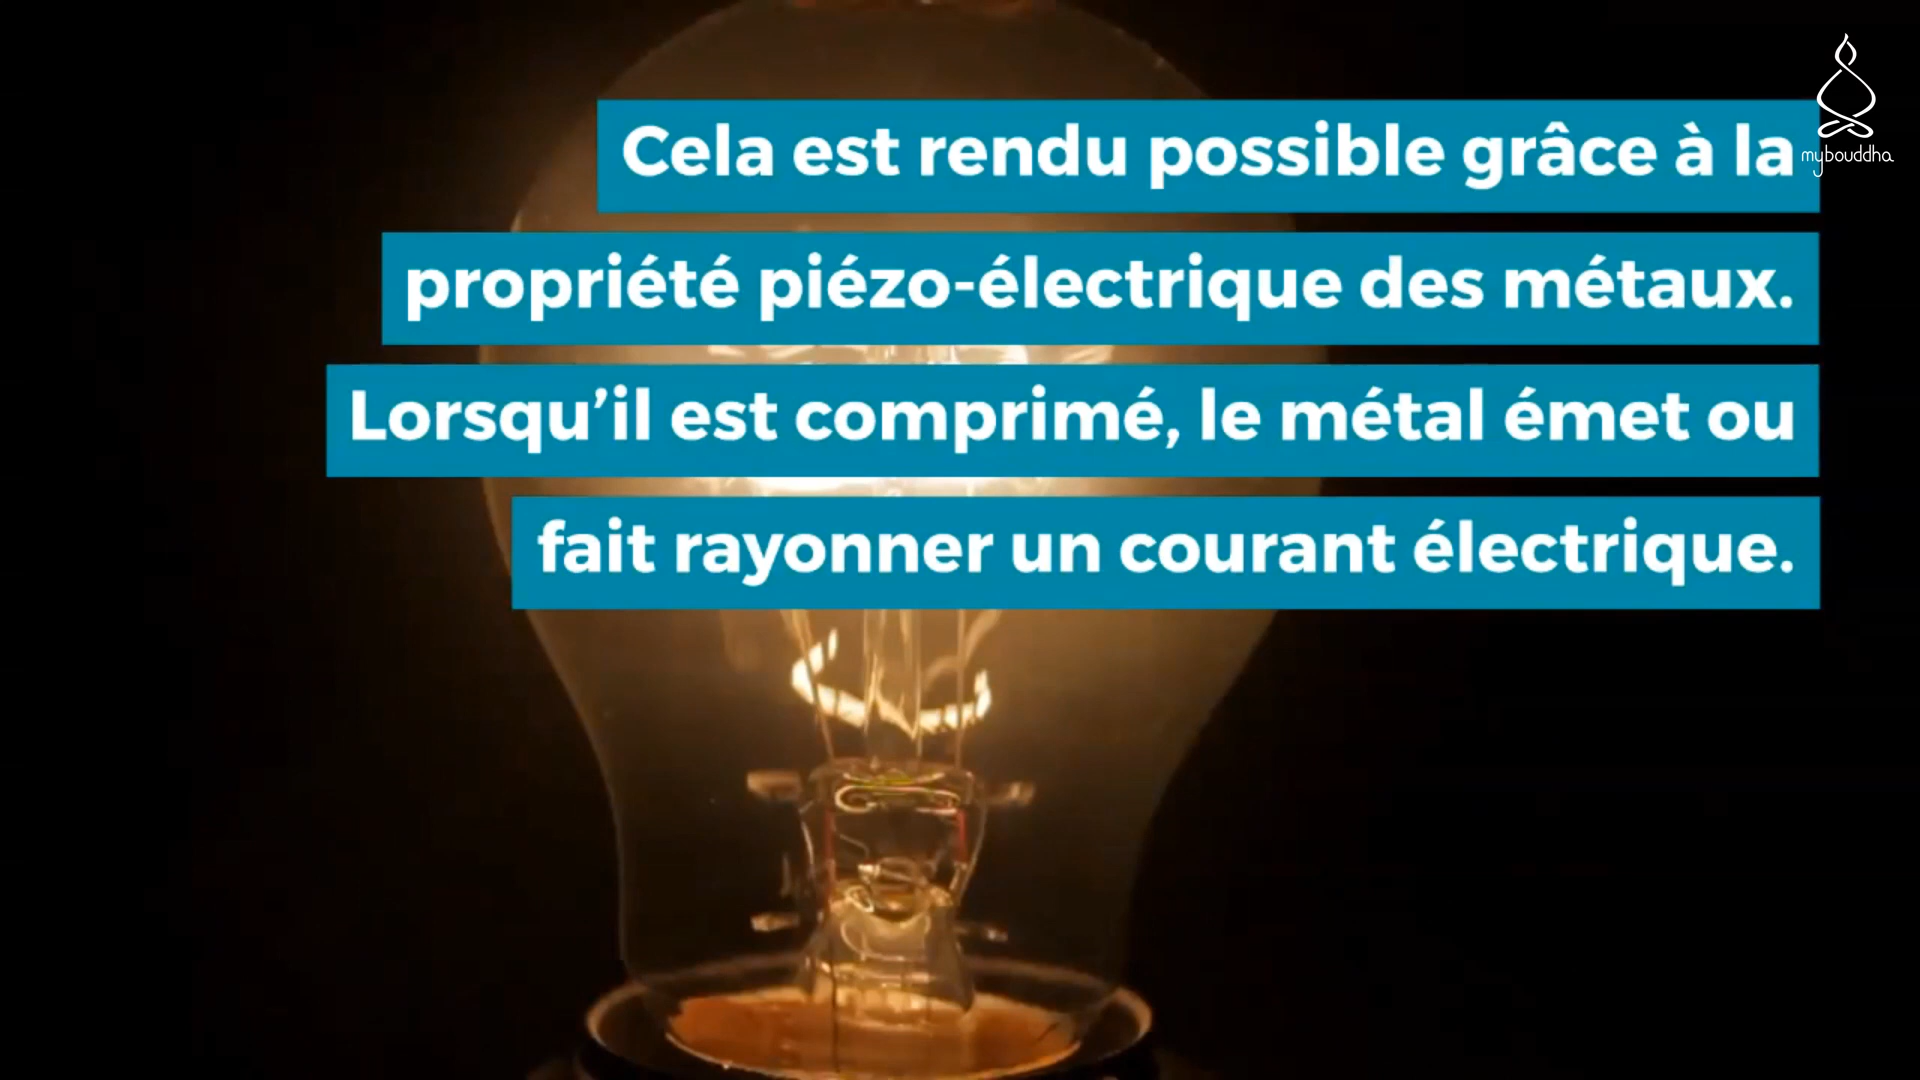 Cela est rendu possible grâce à la
propriété piézo-électrique des métaux.
Lorsqu’il est comprimé, le métal émet ou
fait rayonner un courant électrique.
mybouddha